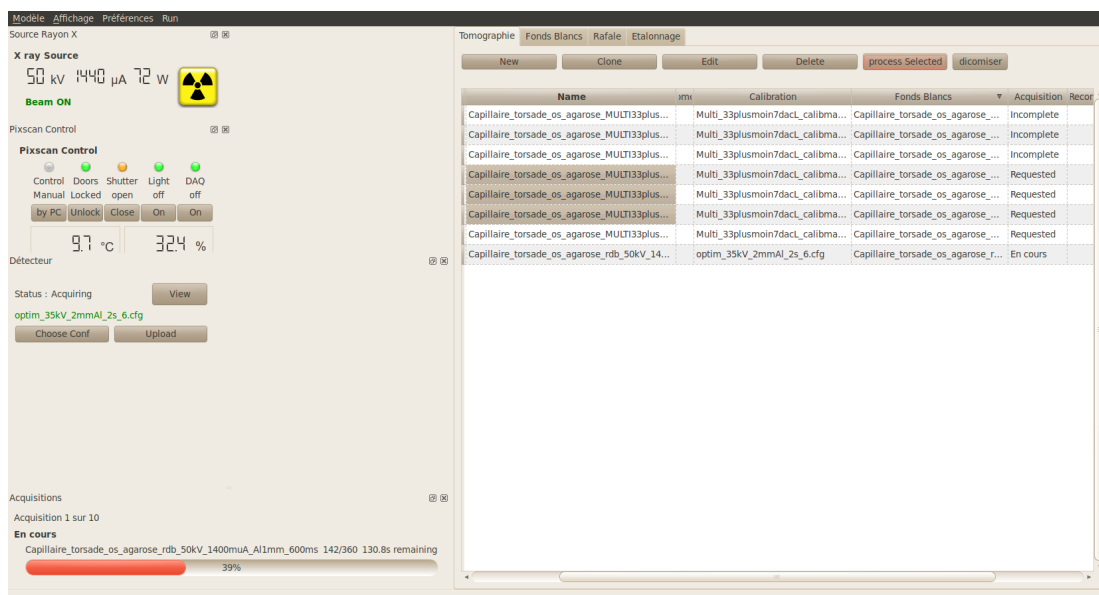 Modèle Affichage Préférences Run
Source Rayon X
X ray Source
50 kV 1440 µA 72 W
Beam ON
Pixscan Control
Pixscan Control
Control Doors Shutter Light DAQ
Manual Locked open off off
by PC Unlock Close On On
9.7 °C 32.4 %
Détecteur
Status : Acquiring View
optim_35kV_2mmAl_2s_6.cfg
Choose Conf Upload
Acquisitions
Acquisition 1 sur 10
En cours
Capillaire_torsade_os_agarose_rdb_50kV_1400muA_Al1mm_600ms 142/360 130.8s remaining
39%
Tomographie Fonds Blancs Rafale Etalonnage
New Clone Edit Delete process Selected dicomiser
Name Calibration Fonds Blancs Acquisition Recor
Capillaire_torsade_os_agarose_MULTI33plus... Multi_33plusmoin7dacL_calibma... Capillaire_torsade_os_agarose_... Incomplete
Capillaire_torsade_os_agarose_MULTI33plus... Multi_33plusmoin7dacL_calibma... Capillaire_torsade_os_agarose_... Incomplete
Capillaire_torsade_os_agarose_MULTI33plus... Multi_33plusmoin7dacL_calibma... Capillaire_torsade_os_agarose_... Incomplete
Capillaire_torsade_os_agarose_MULTI33plus... Multi_33plusmoin7dacL_calibma... Capillaire_torsade_os_agarose_... Requested
Capillaire_torsade_os_agarose_MULTI33plus... Multi_33plusmoin7dacL_calibma... Capillaire_torsade_os_agarose_... Requested
Capillaire_torsade_os_agarose_MULTI33plus... Multi_33plusmoin7dacL_calibma... Capillaire_torsade_os_agarose_... Requested
Capillaire_torsade_os_agarose_MULTI33plus... Multi_33plusmoin7dacL_calibma... Capillaire_torsade_os_agarose_... Requested
Capillaire_torsade_os_agarose_rdb_50kV_14... optim_35kV_2mmAl_2s_6.cfg Capillaire_torsade_os_agarose_r... En cours